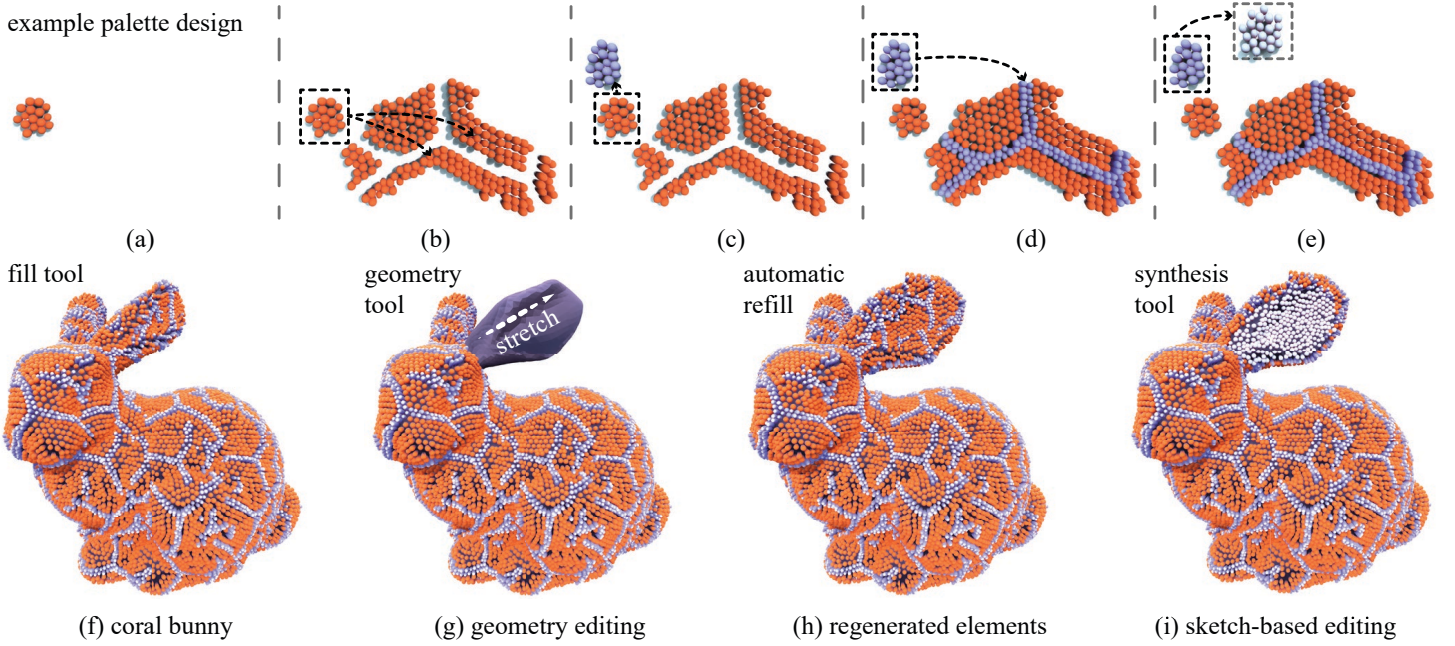 example palette design
(a)
(b)
(c)
(d)
(e)
fill tool
geometry
tool
stretch
automatic
refill
synthesis
tool
(f) coral bunny
(g) geometry editing
(h) regenerated elements
(i) sketch-based editing